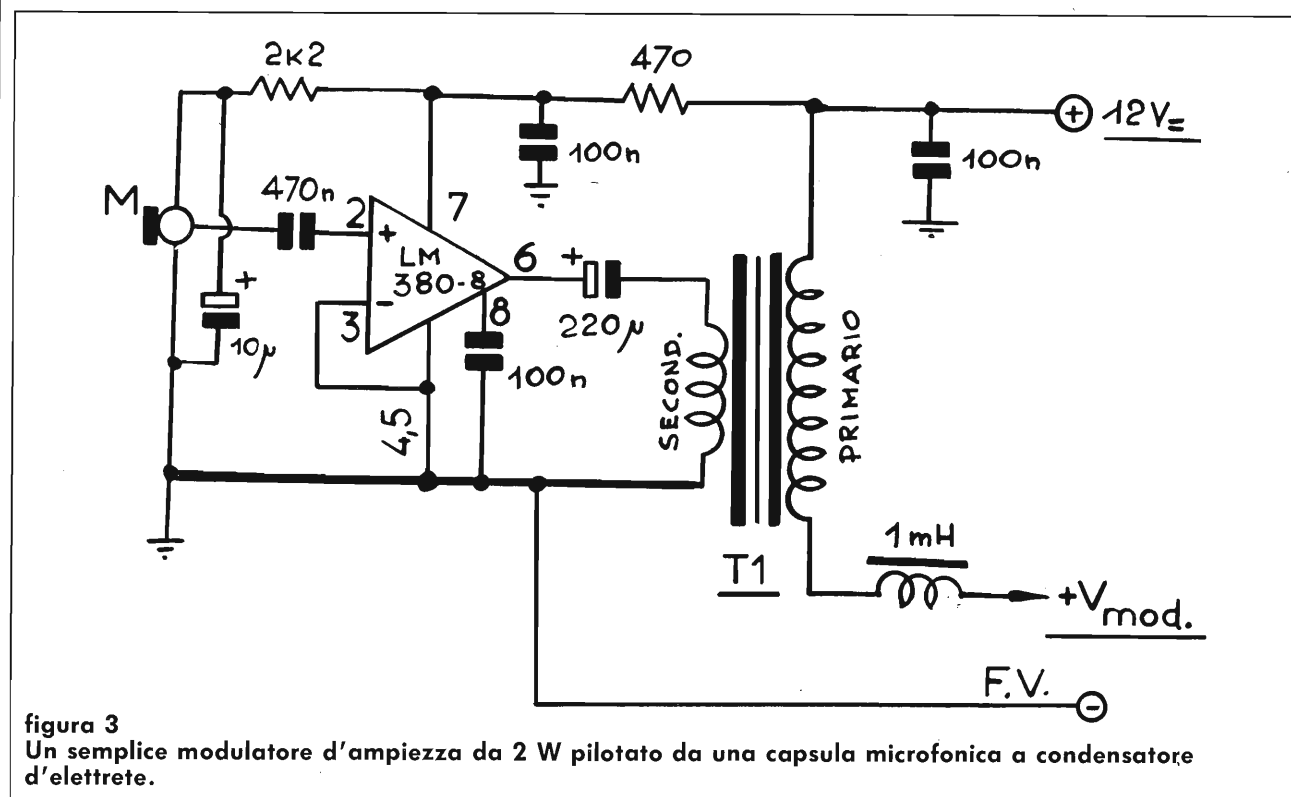 2K2
470
+ 12V=
100n
100n
M
470n
2
7
+
LM
380-8
6
+
-
3
8
+
10µ
220µ
100n
4,5
SECOND.
PRIMARIO
T1
1mH
+Vmod.
F.V.
-
figura 3
Un semplice modulatore d'ampiezza da 2 W pilotato da una capsula microfonica a condensatore
d'elettrete.